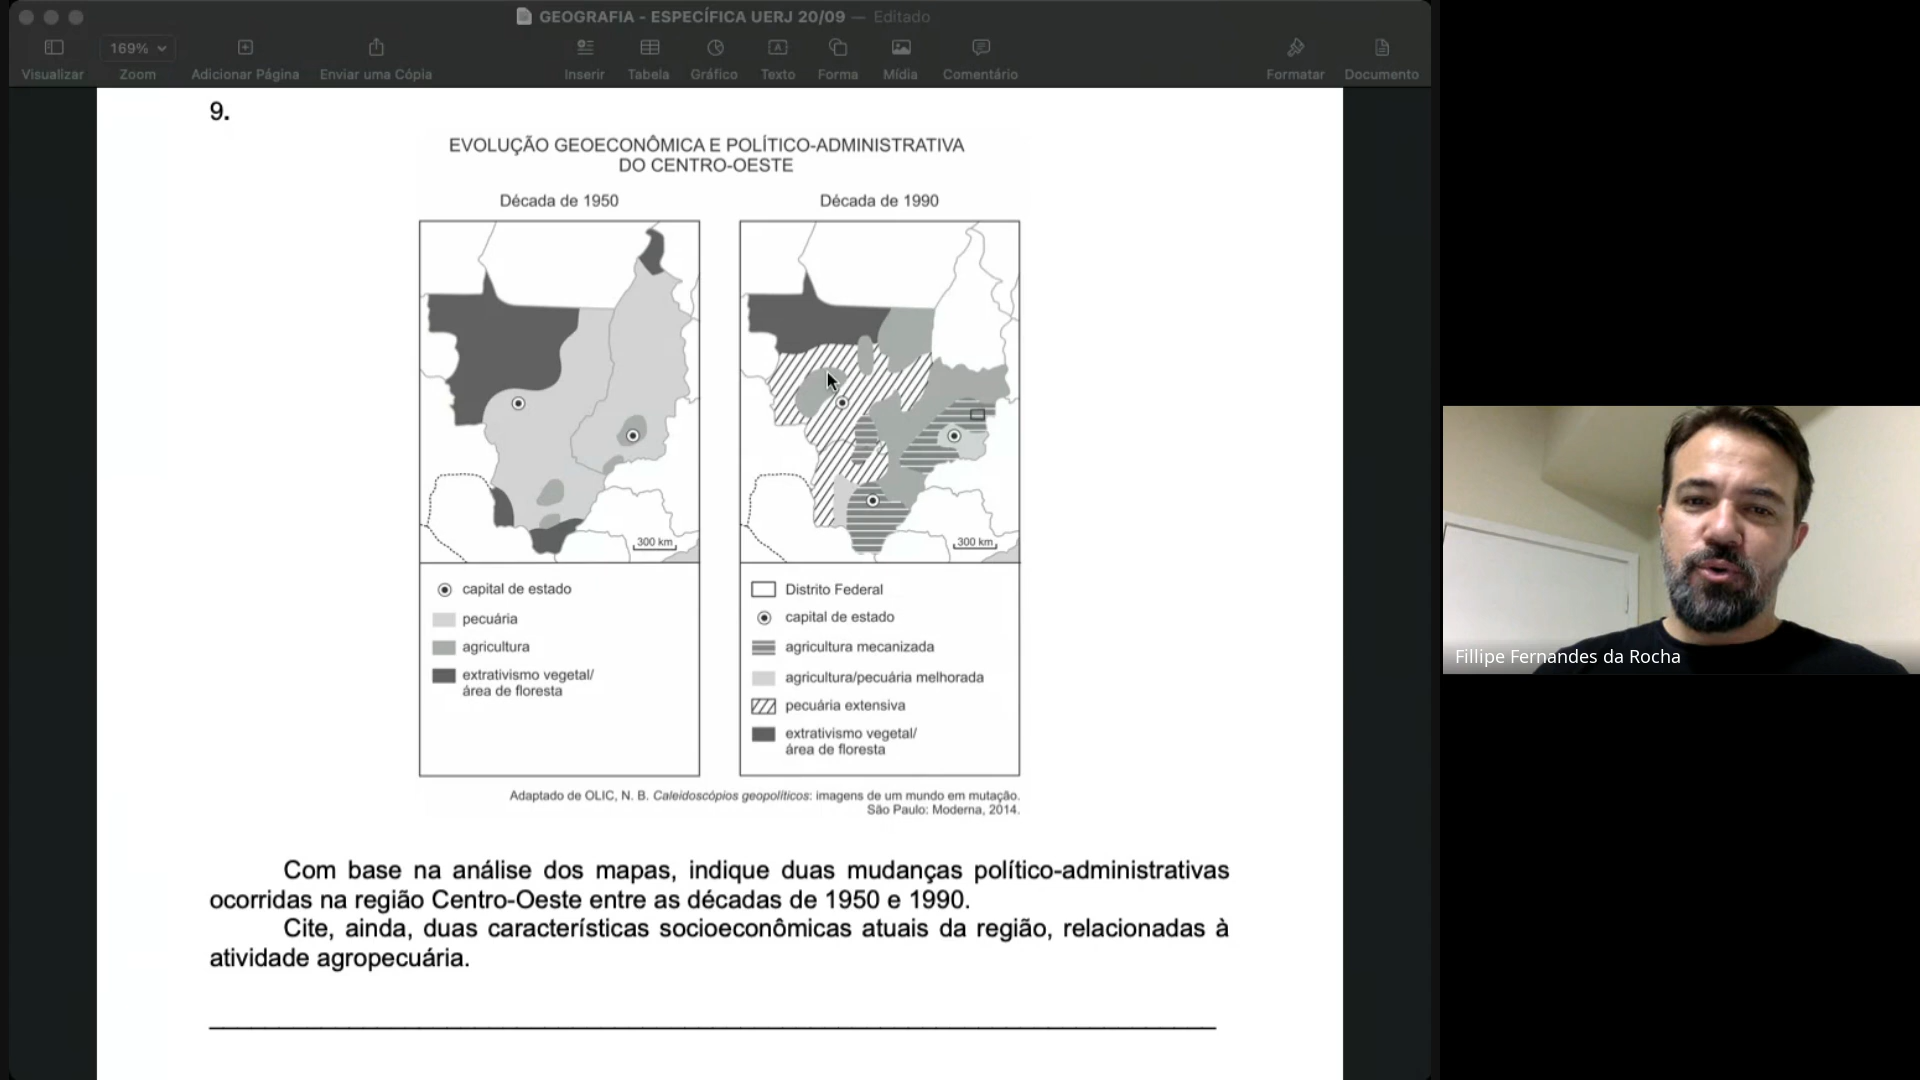 GEOGRAFIA - ESPECÍFICA UERJ 20/09 — Editado
169%
Visualizar Zoom Adicionar Página Enviar uma Cópia Inserir Tabela Gráfico Texto Forma Mídia Comentário Formatar Documento
9.
EVOLUÇÃO GEOECONÔMICA E POLÍTICO-ADMINISTRATIVA
DO CENTRO-OESTE
Década de 1950
300 km
capital de estado
pecuária
agricultura
extrativismo vegetal/
área de floresta
Década de 1990
300 km
Distrito Federal
capital de estado
agricultura mecanizada
agricultura/pecuária melhorada
pecuária extensiva
extrativismo vegetal/
área de floresta
Adaptado de OLIC, N. B. Caleidoscópios geopolíticos: imagens de um mundo em mutação.
São Paulo: Moderna, 2014.
Com base na análise dos mapas, indique duas mudanças político-administrativas
ocorridas na região Centro-Oeste entre as décadas de 1950 e 1990.
Cite, ainda, duas características socioeconômicas atuais da região, relacionadas à
atividade agropecuária.
Fillipe Fernandes da Rocha